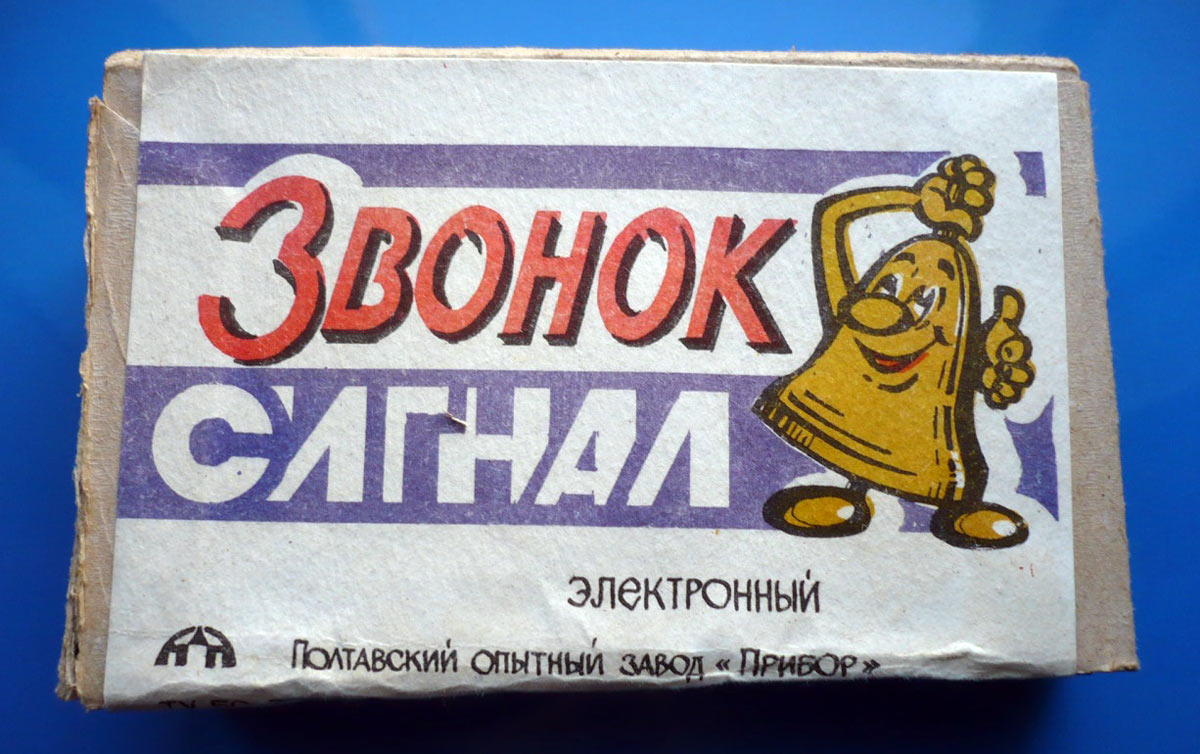 Звонок
СИГНАЛ
ЭЛЕКТРОННЫЙ
ПОЛТАВСКИЙ ОПЫТНЫЙ ЗАВОД «ПРИБОР»